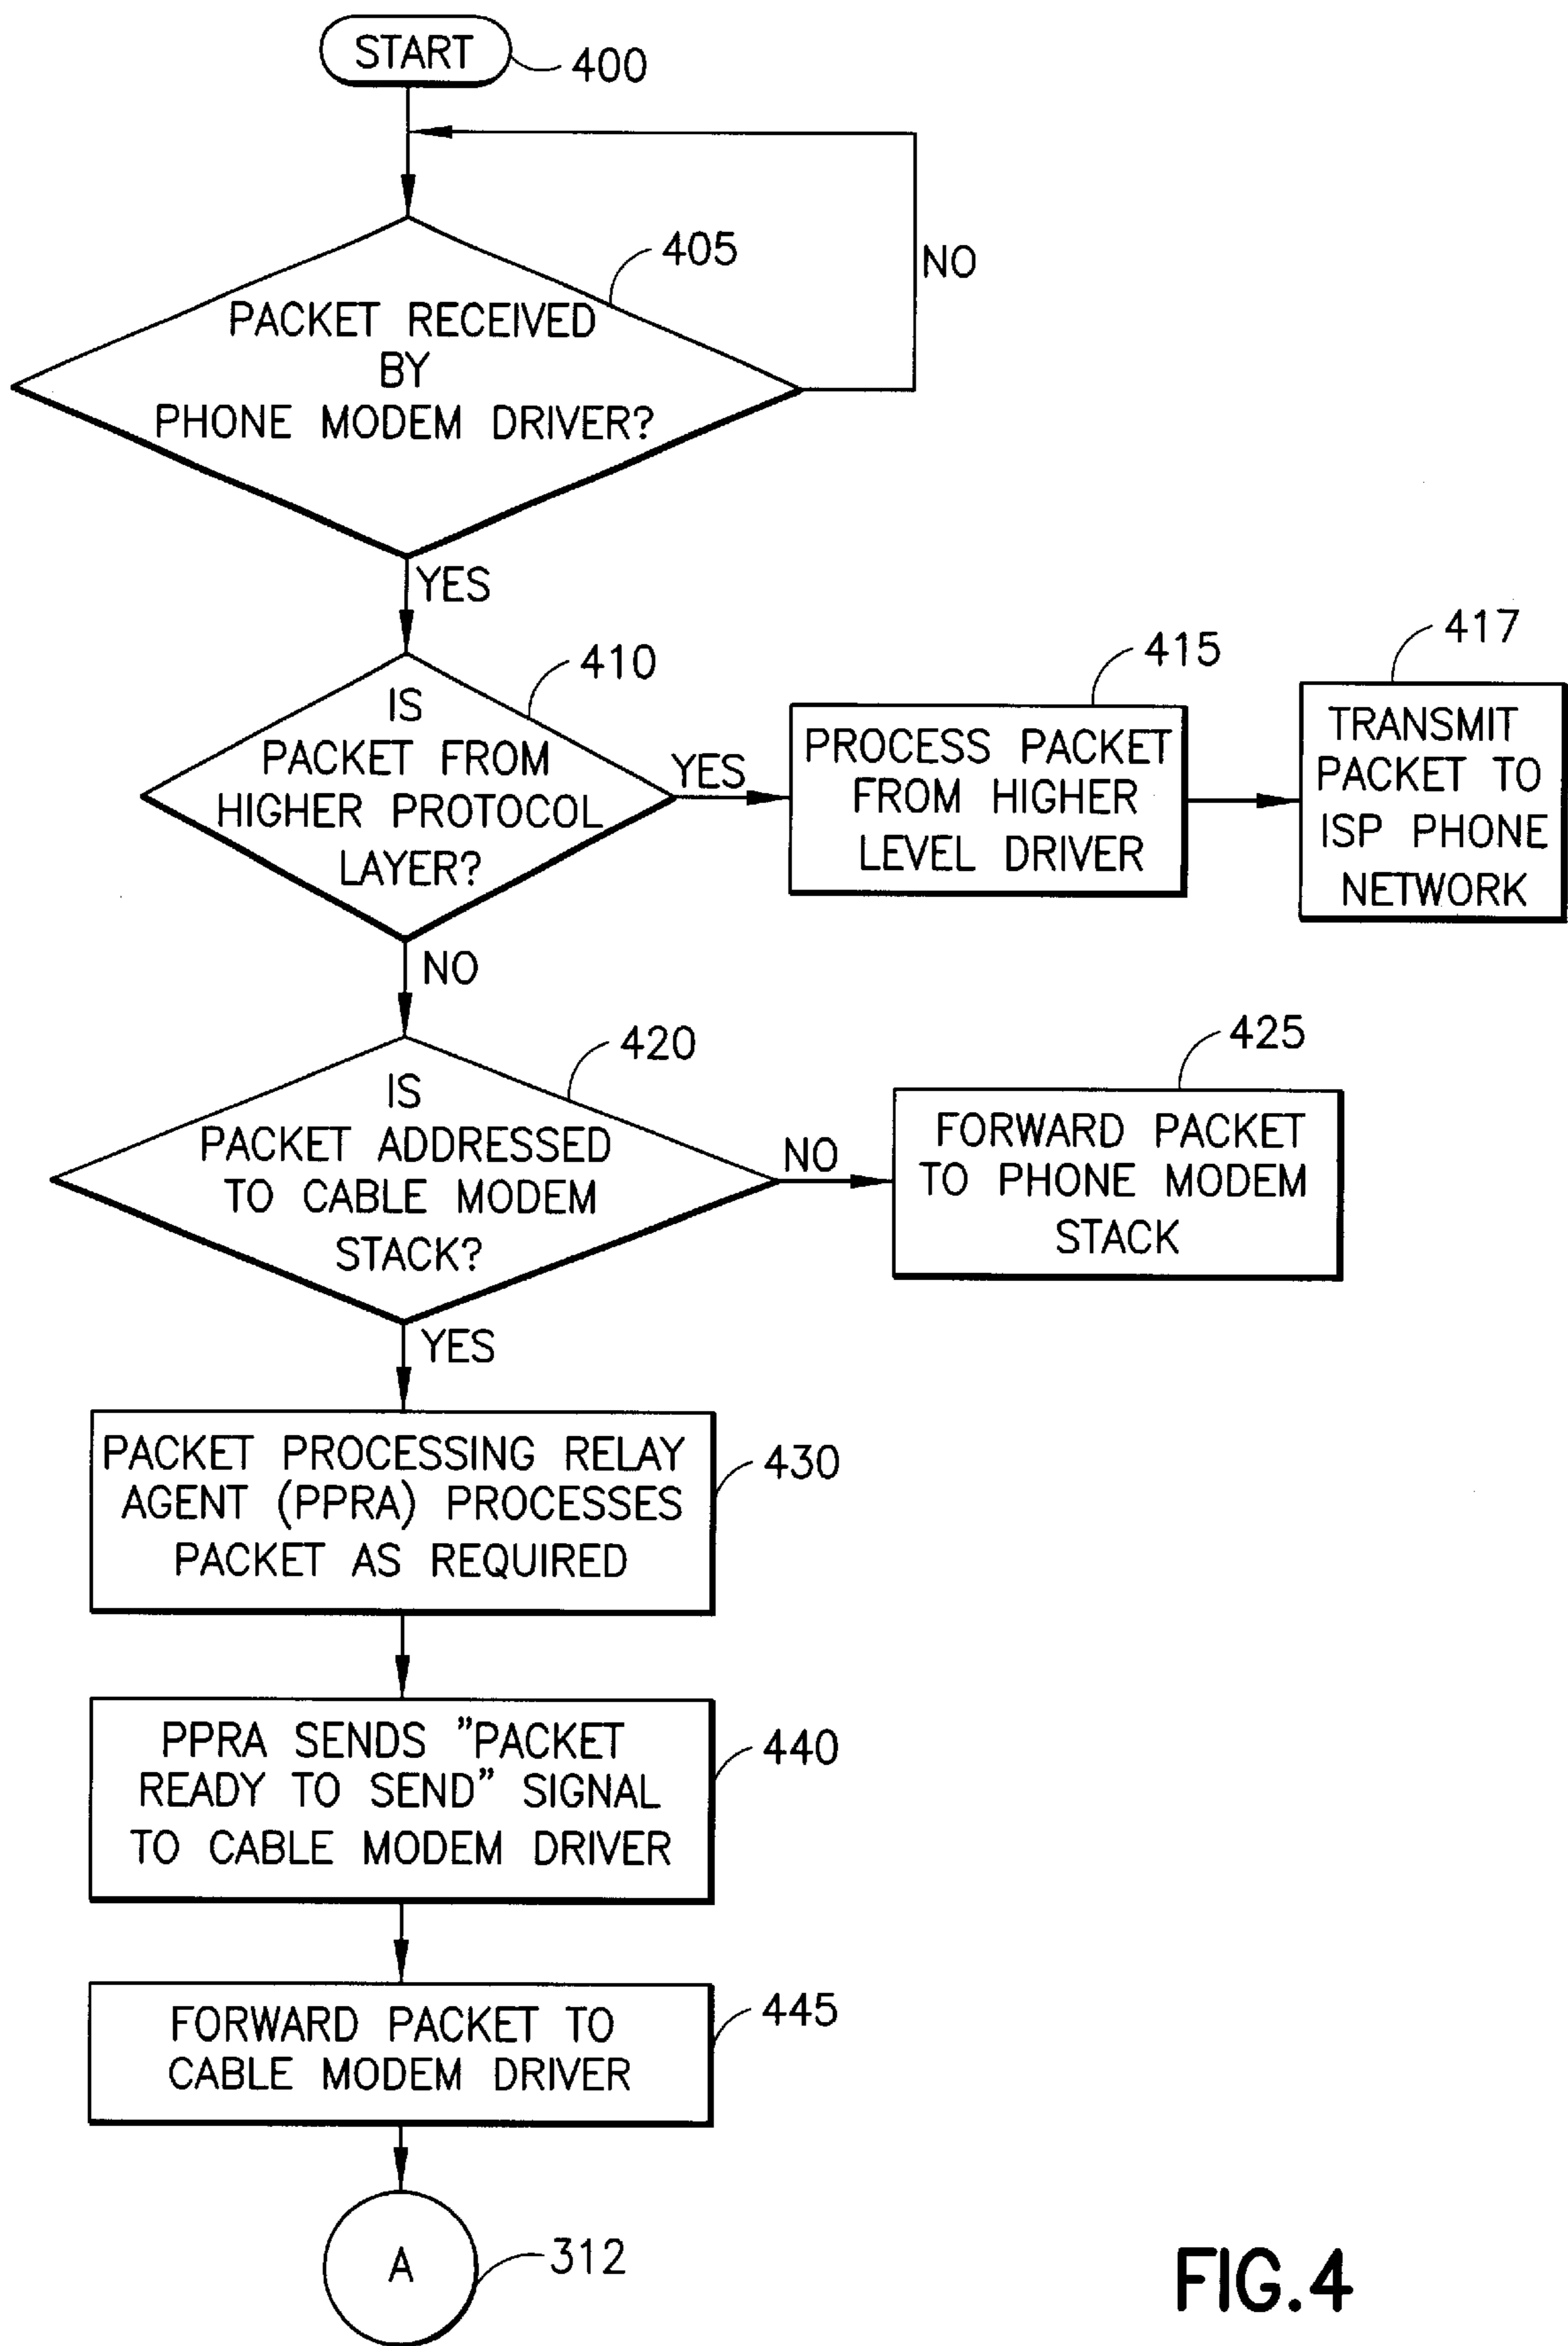 START
400
NO
405
PACKET RECEIVED
BY
PHONE MODEM DRIVER?
YES
410
IS
PACKET FROM
HIGHER PROTOCOL
LAYER?
YES
415
PROCESS PACKET
FROM HIGHER
LEVEL DRIVER
417
TRANSMIT
PACKET TO
ISP PHONE
NETWORK
NO
420
IS
PACKET ADDRESSED
TO CABLE MODEM
STACK?
NO
425
FORWARD PACKET
TO PHONE MODEM
STACK
YES
PACKET PROCESSING RELAY
AGENT (PPRA) PROCESSES
PACKET AS REQUIRED
430
PPRA SENDS "PACKET
READY TO SEND" SIGNAL
TO CABLE MODEM DRIVER
440
FORWARD PACKET TO
CABLE MODEM DRIVER
445
A
312
FIG.4